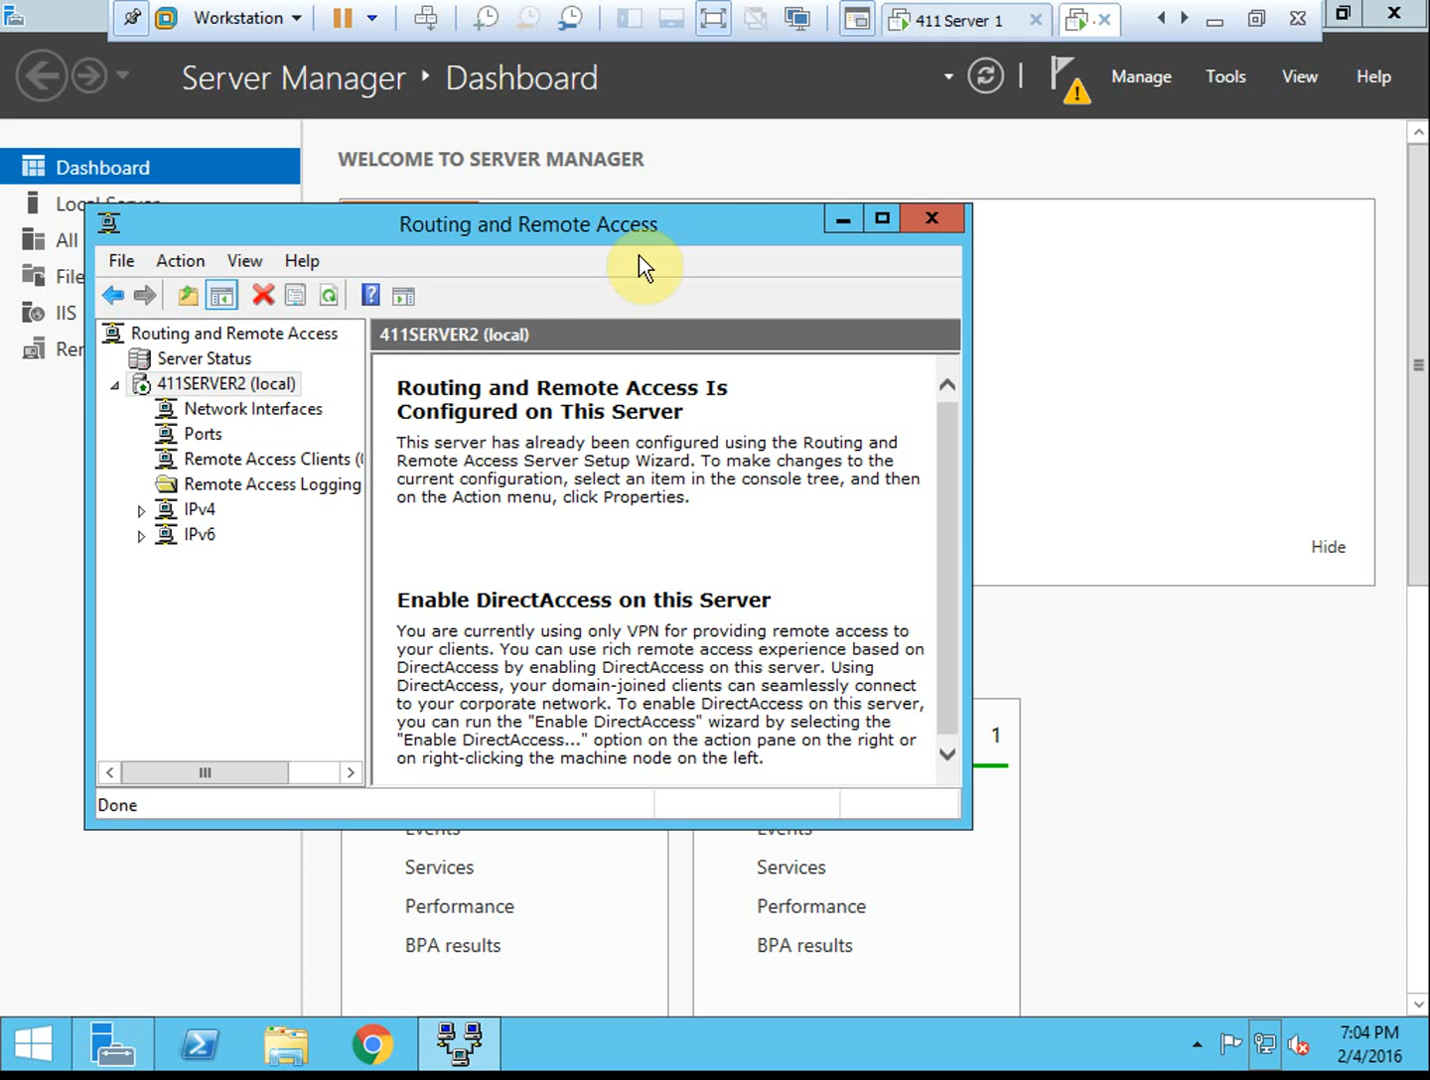 Workstation
411 Server 1
Server Manager ‣ Dashboard
Manage
Tools
View
Help
Dashboard
WELCOME TO SERVER MANAGER
Local Server
All
File
IIS
Rem
Routing and Remote Access
File
Action
View
Help
Routing and Remote Access
Server Status
411SERVER2 (local)
Network Interfaces
Ports
Remote Access Clients (
Remote Access Logging
IPv4
IPv6
411SERVER2 (local)
Routing and Remote Access Is
Configured on This Server
This server has already been configured using the Routing and
Remote Access Server Setup Wizard. To make changes to the
current configuration, select an item in the console tree, and then
on the Action menu, click Properties.
Enable DirectAccess on this Server
You are currently using only VPN for providing remote access to
your clients. You can use rich remote access experience based on
DirectAccess by enabling DirectAccess on this server. Using
DirectAccess, your domain-joined clients can seamlessly connect
to your corporate network. To enable DirectAccess on this server,
you can run the "Enable DirectAccess" wizard by selecting the
"Enable DirectAccess..." option on the action pane on the right or
on right-clicking the machine node on the left.
Done
Hide
1
Events
Services
Performance
BPA results
Events
Services
Performance
BPA results
7:04 PM
2/4/2016